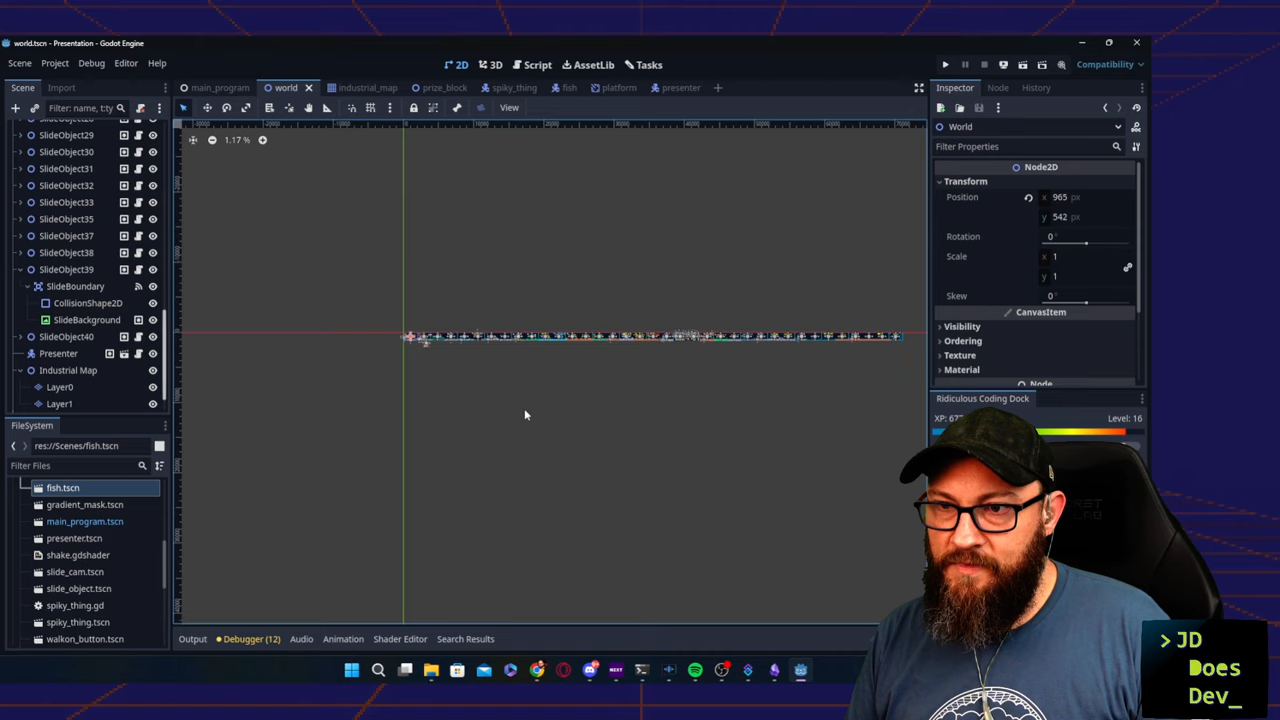 world.tscn - Presentation - Godot Engine
Scene Project Debug Editor Help
2D 3D Script AssetLib Tasks
Compatibility
Scene Import
main_program world industrial_map prize_block spiky_thing fish platform presenter
Inspector Node History
Filter: name, t:ty
View
1.17 %
SlideObject29
SlideObject30
SlideObject31
SlideObject32
SlideObject33
SlideObject35
SlideObject37
SlideObject38
SlideObject39
SlideBoundary
CollisionShape2D
SlideBackground
SlideObject40
Presenter
Industrial Map
Layer0
Layer1
FileSystem
res://Scenes/fish.tscn
Filter Files
fish.tscn
gradient_mask.tscn
main_program.tscn
presenter.tscn
shake.gdshader
slide_cam.tscn
slide_object.tscn
spiky_thing.gd
spiky_thing.tscn
walkon_button.tscn
Output Debugger (12) Audio Animation Shader Editor Search Results
World
Filter Properties
Node2D
Transform
Position x 965 px
y 542 px
Rotation 0°
Scale x 1
y 1
Skew 0°
CanvasItem
Visibility
Ordering
Texture
Material
Node
Ridiculous Coding Dock
Level: 16
NEXT
> JD
Does
Dev_